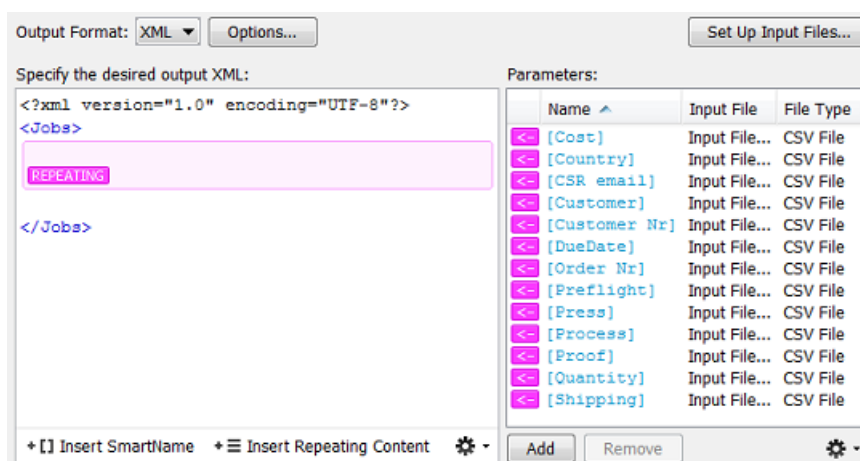 Output Format: XML Options... Set Up Input Files...
Specify the desired output XML: Parameters:
<?xml version="1.0" encoding="UTF-8"?>
<Jobs>
REPEATING
</Jobs>
+[] Insert SmartName +≡ Insert Repeating Content
Name Input File File Type
<- [Cost] Input File... CSV File
<- [Country] Input File... CSV File
<- [CSR email] Input File... CSV File
<- [Customer] Input File... CSV File
<- [Customer Nr] Input File... CSV File
<- [DueDate] Input File... CSV File
<- [Order Nr] Input File... CSV File
<- [Preflight] Input File... CSV File
<- [Press] Input File... CSV File
<- [Process] Input File... CSV File
<- [Proof] Input File... CSV File
<- [Quantity] Input File... CSV File
<- [Shipping] Input File... CSV File
Add Remove